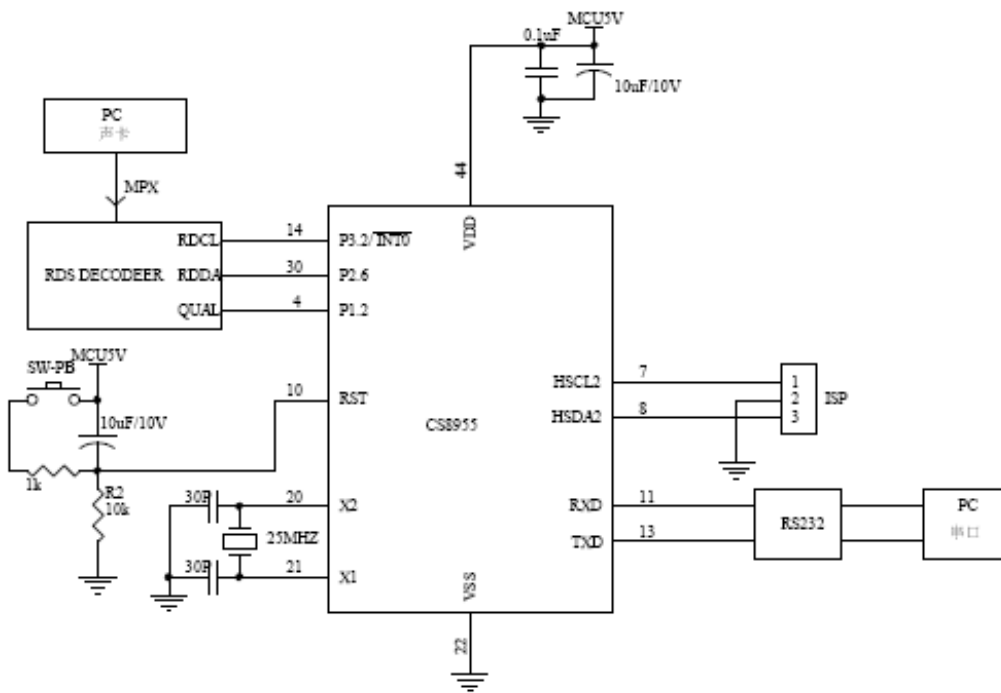 MCU5V
0.1uF
10uF/10V
PC
声卡
MPX
44
VDD
RDS DECODEER
RDCL
RDDA
QUAL
14
30
4
P3.2/INT0
P2.6
P1.2
MCU5V
SW-PB
10uF/10V
1k
R2
10k
10
RST
CS8955
HSCL2
HSDA2
7
8
1
2
3
ISP
30P
20
X2
25MHZ
30P
21
X1
RXD
TXD
11
13
RS232
PC
串口
VSS
22